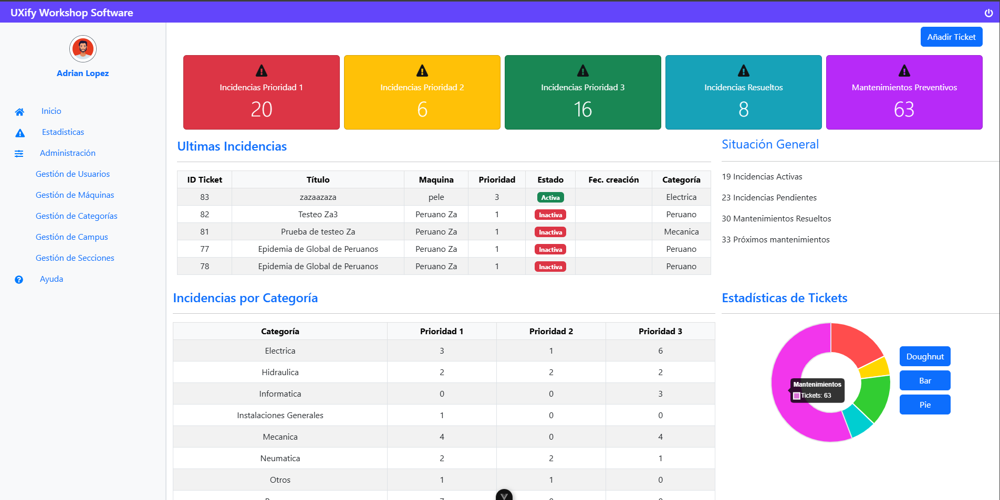 UXify Workshop Software
Adrian Lopez
Inicio
Estadisticas
Administración
Gestión de Usuarios
Gestión de Máquinas
Gestión de Categorías
Gestión de Campus
Gestión de Secciones
Ayuda
Añadir Ticket
Incidencias Prioridad 1
20
Incidencias Prioridad 2
6
Incidencias Prioridad 3
16
Incidencias Resueltos
8
Mantenimientos Preventivos
63
Ultimas Incidencias
ID Ticket Título Maquina Prioridad Estado Fec. creación Categoría
83 zazaazaza pele 3 Activa Electrica
82 Testeo Za3 Peruano Za 1 Inactiva Peruano
81 Prueba de testeo Za Peruano Za 1 Inactiva Mecanica
77 Epidemia de Global de Peruanos Peruano Za 1 Inactiva Peruano
78 Epidemia de Global de Peruanos Peruano Za 1 Inactiva Peruano
Situación General
19 Incidencias Activas
23 Incidencias Pendientes
30 Mantenimientos Resueltos
33 Próximos mantenimientos
Incidencias por Categoría
Categoría Prioridad 1 Prioridad 2 Prioridad 3
Electrica 3 1 6
Hidraulica 2 2 2
Informatica 0 0 3
Instalaciones Generales 1 0 0
Mecanica 4 0 4
Neumatica 2 2 1
Otros 1 1 0
Estadísticas de Tickets
Mantenimientos
Tickets: 63
Doughnut
Bar
Pie